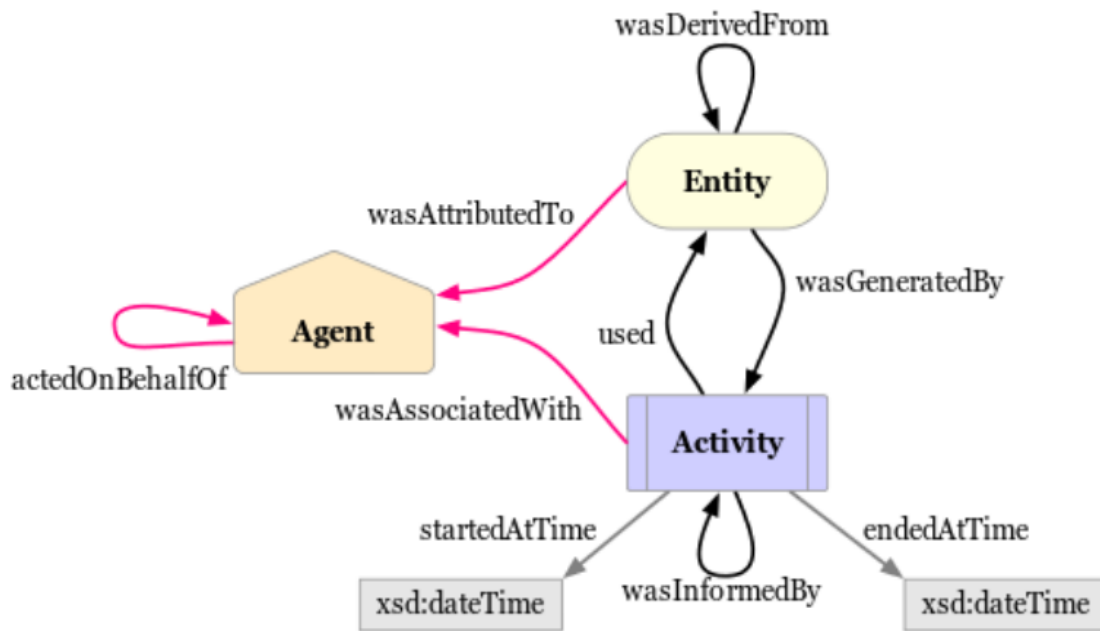 wasDerivedFrom
Entity
wasAttributedTo
wasGeneratedBy
used
Agent
actedOnBehalfOf
wasAssociatedWith
Activity
startedAtTime
endedAtTime
wasInformedBy
xsd:dateTime
xsd:dateTime